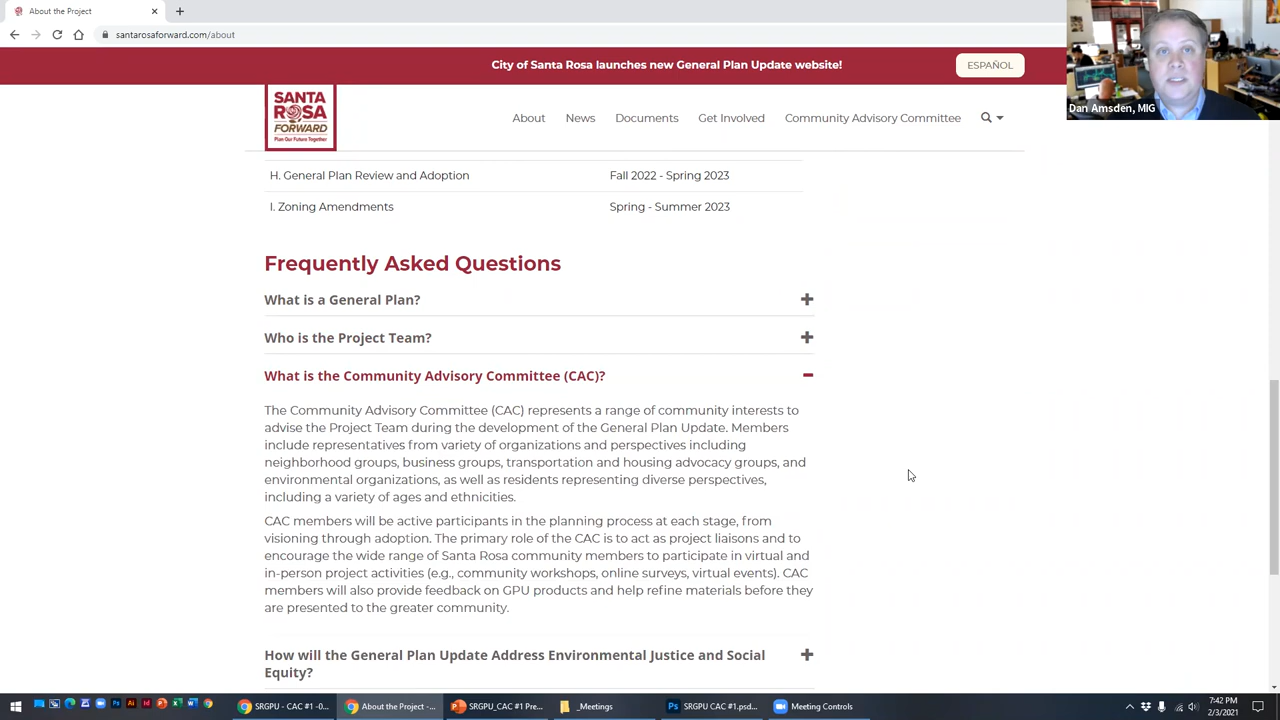 About the Project
santarosaforward.com/about
City of Santa Rosa launches new General Plan Update website!
ESPAÑOL
Dan Amsden, MIG
SANTA
ROSA
FORWARD
Plan Our Future Together
About
News
Documents
Get Involved
Community Advisory Committee
H. General Plan Review and Adoption
Fall 2022 - Spring 2023
I. Zoning Amendments
Spring - Summer 2023
Frequently Asked Questions
What is a General Plan?
Who is the Project Team?
What is the Community Advisory Committee (CAC)?
The Community Advisory Committee (CAC) represents a range of community interests to
advise the Project Team during the development of the General Plan Update. Members
include representatives from variety of organizations and perspectives including
neighborhood groups, business groups, transportation and housing advocacy groups, and
environmental organizations, as well as residents representing diverse perspectives,
including a variety of ages and ethnicities.
CAC members will be active participants in the planning process at each stage, from
visioning through adoption. The primary role of the CAC is to act as project liaisons and to
encourage the wide range of Santa Rosa community members to participate in virtual and
in-person project activities (e.g., community workshops, online surveys, virtual events). CAC
members will also provide feedback on GPU products and help refine materials before they
are presented to the greater community.
How will the General Plan Update Address Environmental Justice and Social
Equity?
SRGPU - CAC #1 -0...
About the Project -...
SRGPU_CAC #1 Pre...
_Meetings
SRGPU CAC #1.psd...
Meeting Controls
7:42 PM
2/3/2021